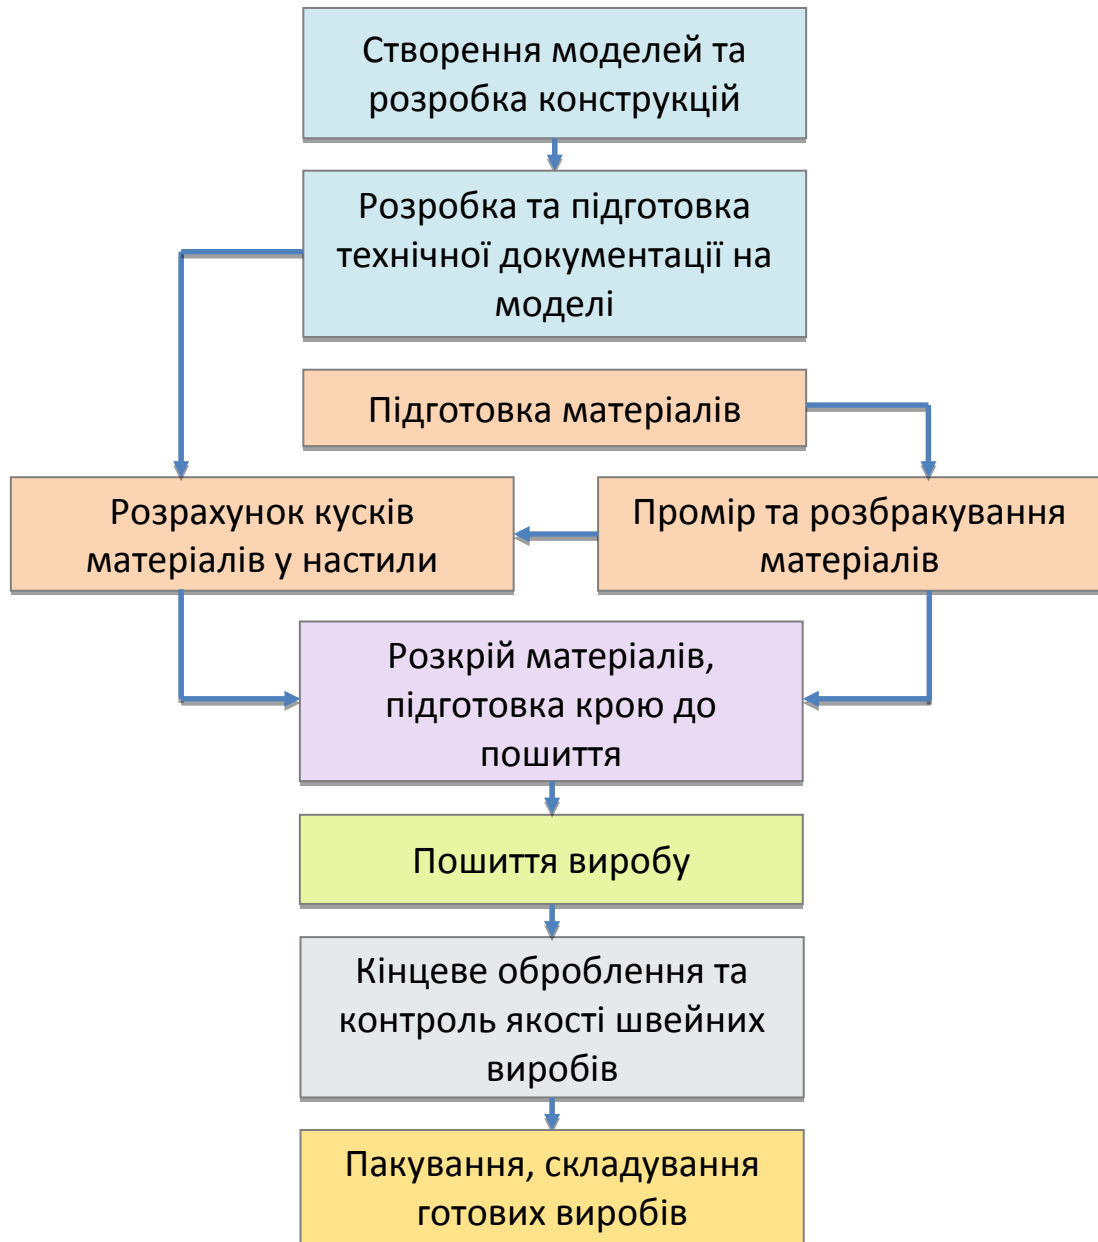 Створення моделей та
розробка конструкцій
Розробка та підготовка
технічної документації на
моделі
Підготовка матеріалів
Розрахунок кусків
матеріалів у настили
Промір та розбракування
матеріалів
Розкрій матеріалів,
підготовка крою до
пошиття
Пошиття виробу
Кінцеве оброблення та
контроль якості швейних
виробів
Пакування, складування
готових виробів